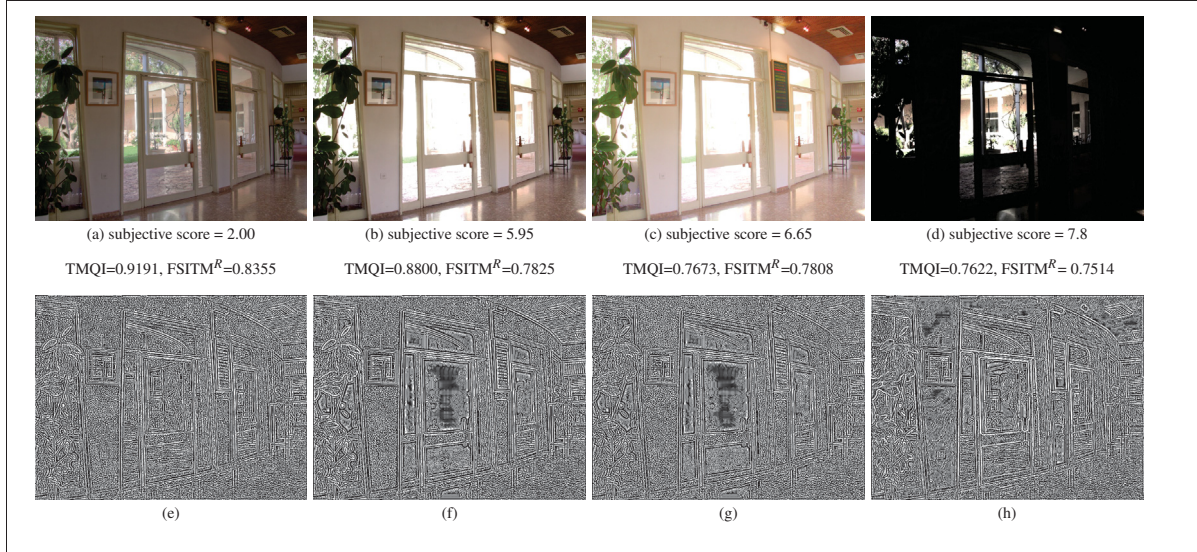 (a) subjective score = 2.00
(b) subjective score = 5.95
(c) subjective score = 6.65
(d) subjective score = 7.8
TMQI=0.9191, FSITM^R=0.8355
TMQI=0.8800, FSITM^R=0.7825
TMQI=0.7673, FSITM^R=0.7808
TMQI=0.7622, FSITM^R= 0.7514
(e)
(f)
(g)
(h)